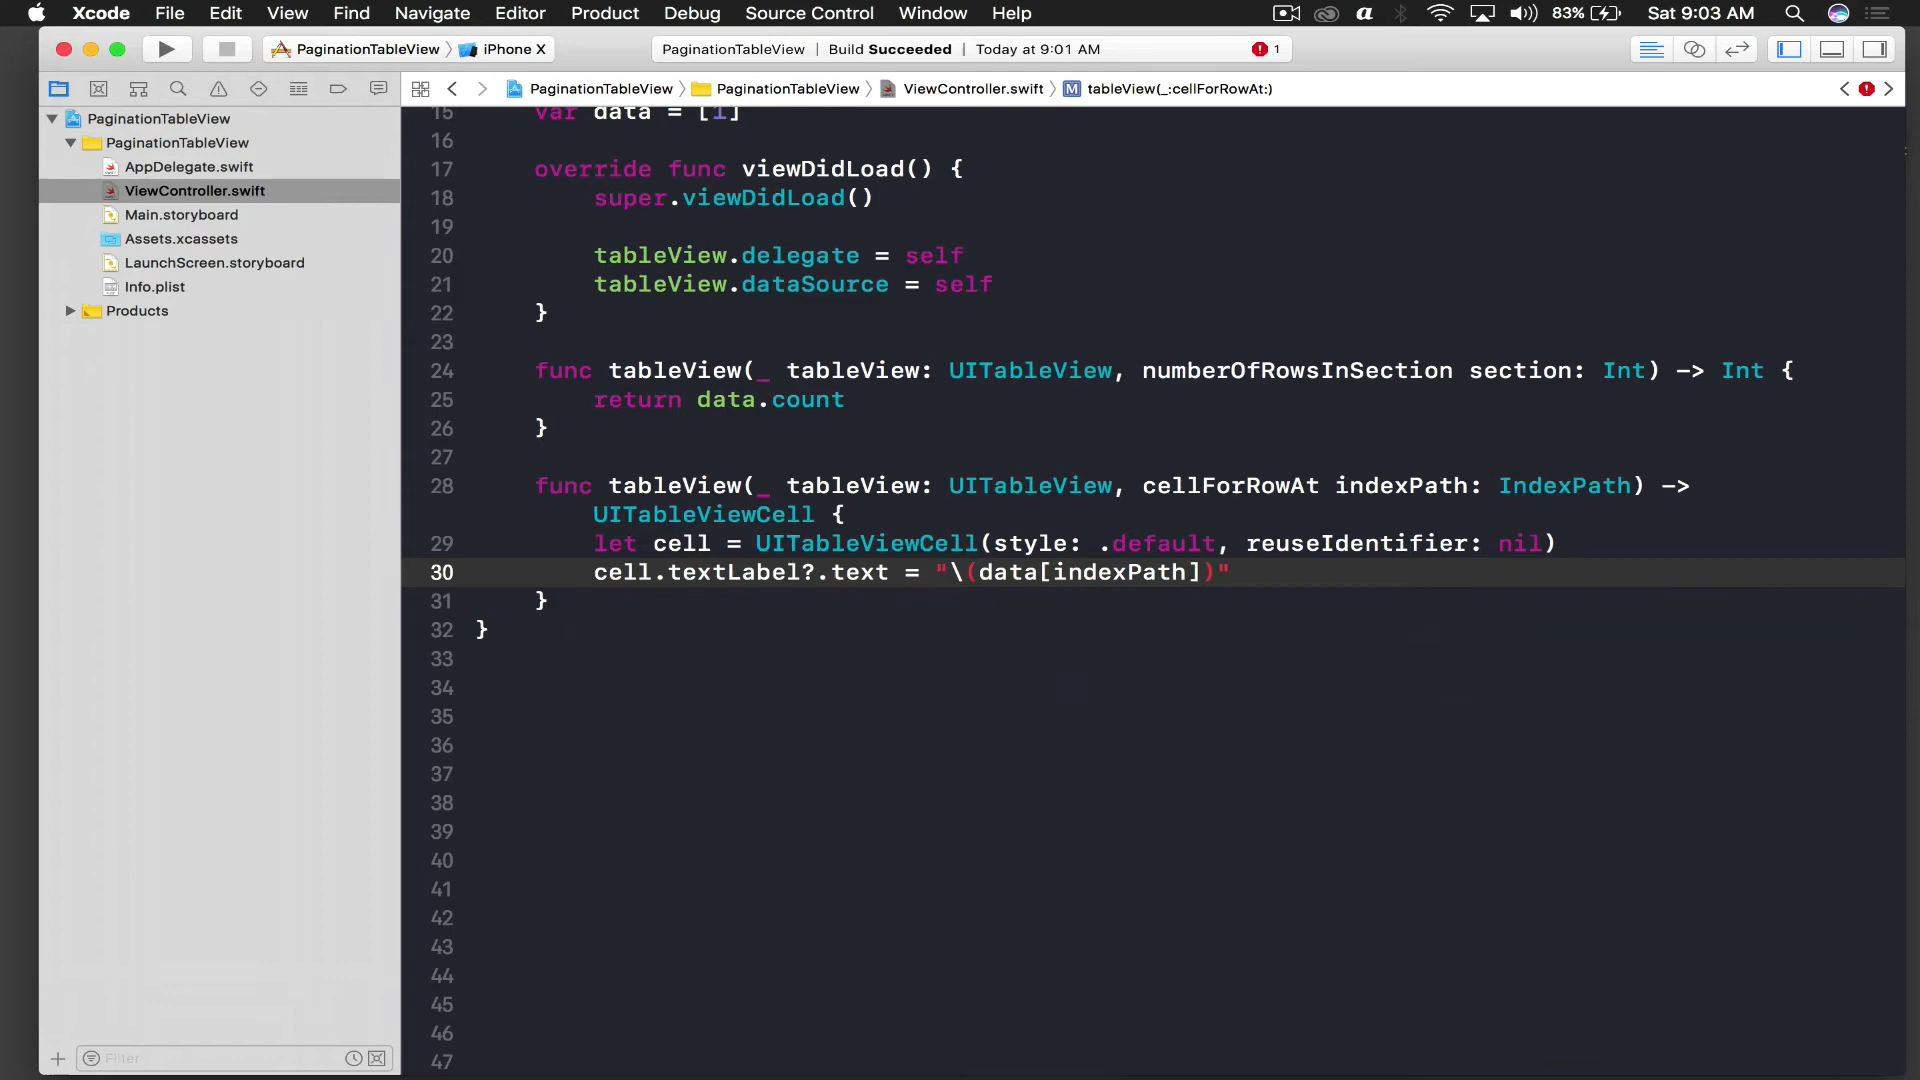 Xcode File Edit View Find Navigate Editor Product Debug Source Control Window Help 83% Sat 9:03 AM
PaginationTableView iPhone X PaginationTableView Build Succeeded Today at 9:01 AM 1
PaginationTableView PaginationTableView ViewController.swift M tableView(_:cellForRowAt:)
PaginationTableView
PaginationTableView
AppDelegate.swift
ViewController.swift
Main.storyboard
Assets.xcassets
LaunchScreen.storyboard
Info.plist
Products
Filter
15 var data = [1]
16
17 override func viewDidLoad() {
18 super.viewDidLoad()
19
20 tableView.delegate = self
21 tableView.dataSource = self
22 }
23
24 func tableView(_ tableView: UITableView, numberOfRowsInSection section: Int) -> Int {
25 return data.count
26 }
27
28 func tableView(_ tableView: UITableView, cellForRowAt indexPath: IndexPath) ->
UITableViewCell {
29 let cell = UITableViewCell(style: .default, reuseIdentifier: nil)
30 cell.textLabel?.text = "\(data[indexPath])"
31 }
32 }
33
34
35
36
37
38
39
40
41
42
43
44
45
46
47